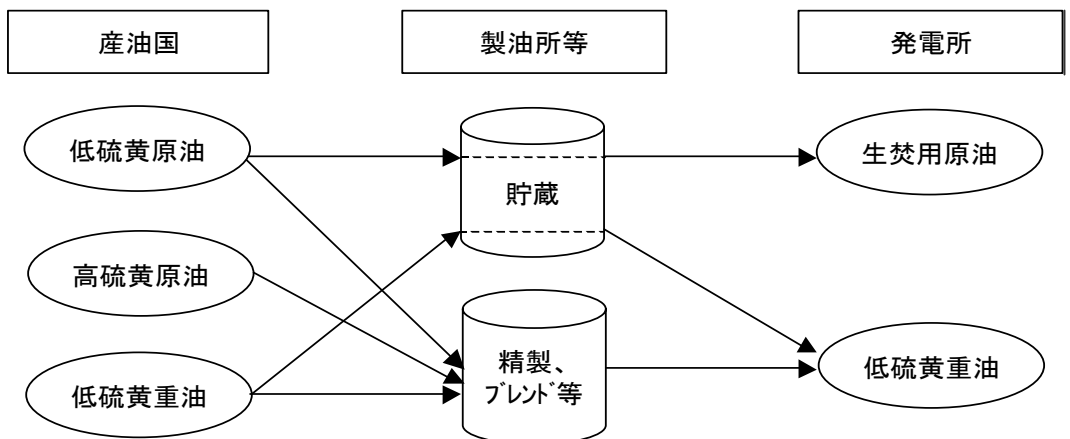 産油国
製油所等
発電所
低硫黄原油
貯蔵
生焚用原油
高硫黄原油
低硫黄重油
精製、
ﾌﾞﾚﾝﾄﾞ等
低硫黄重油